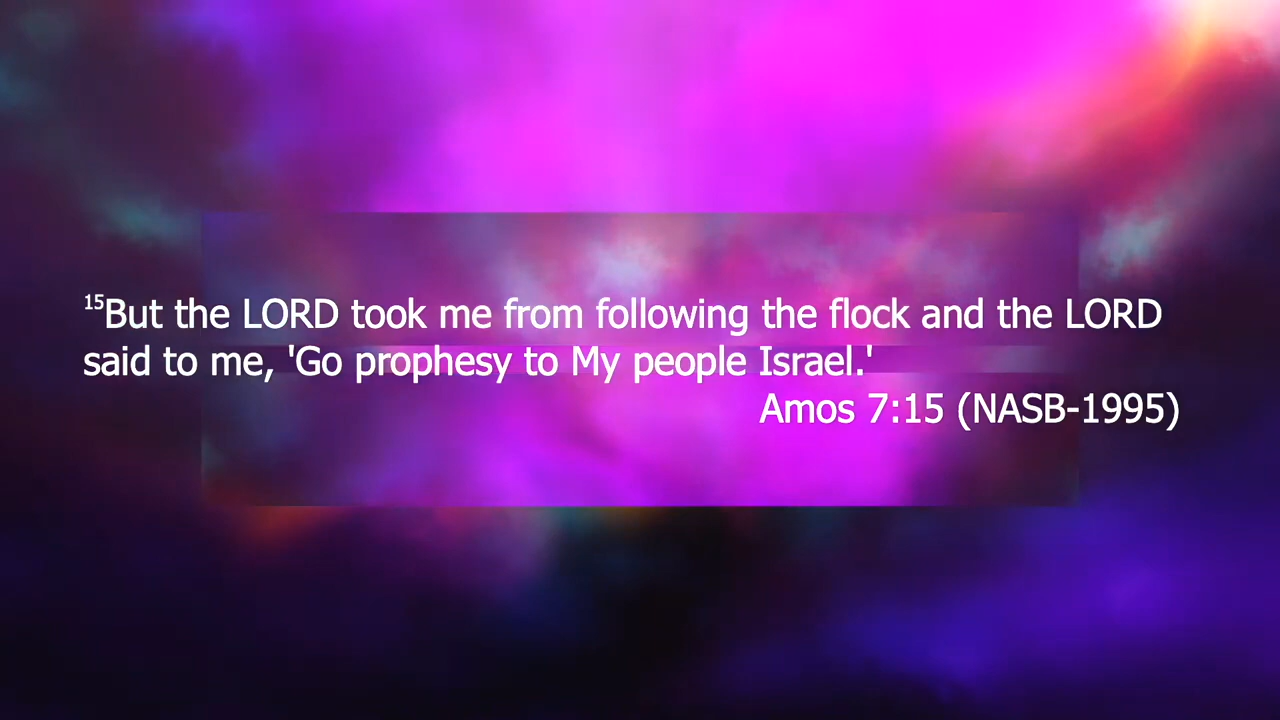 15But the LORD took me from following the flock and the LORD
said to me, 'Go prophesy to My people Israel.'
Amos 7:15 (NASB-1995)